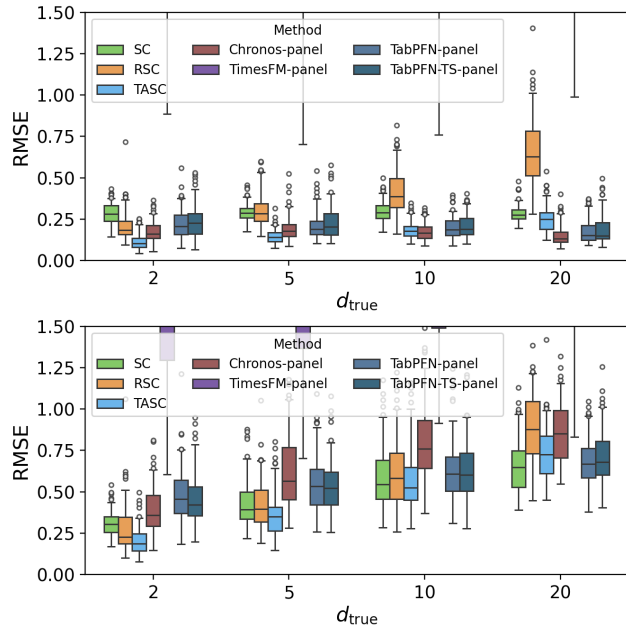 1.50
1.25
1.00
0.75
0.50
0.25
0.00
RMSE
Method
SC
RSC
TASC
Chronos-panel
TimesFM-panel
TabPFN-panel
TabPFN-TS-panel
2 5 10 20
d_true
1.50
1.25
1.00
0.75
0.50
0.25
0.00
RMSE
Method
SC
RSC
TASC
Chronos-panel
TimesFM-panel
TabPFN-panel
TabPFN-TS-panel
2 5 10 20
d_true